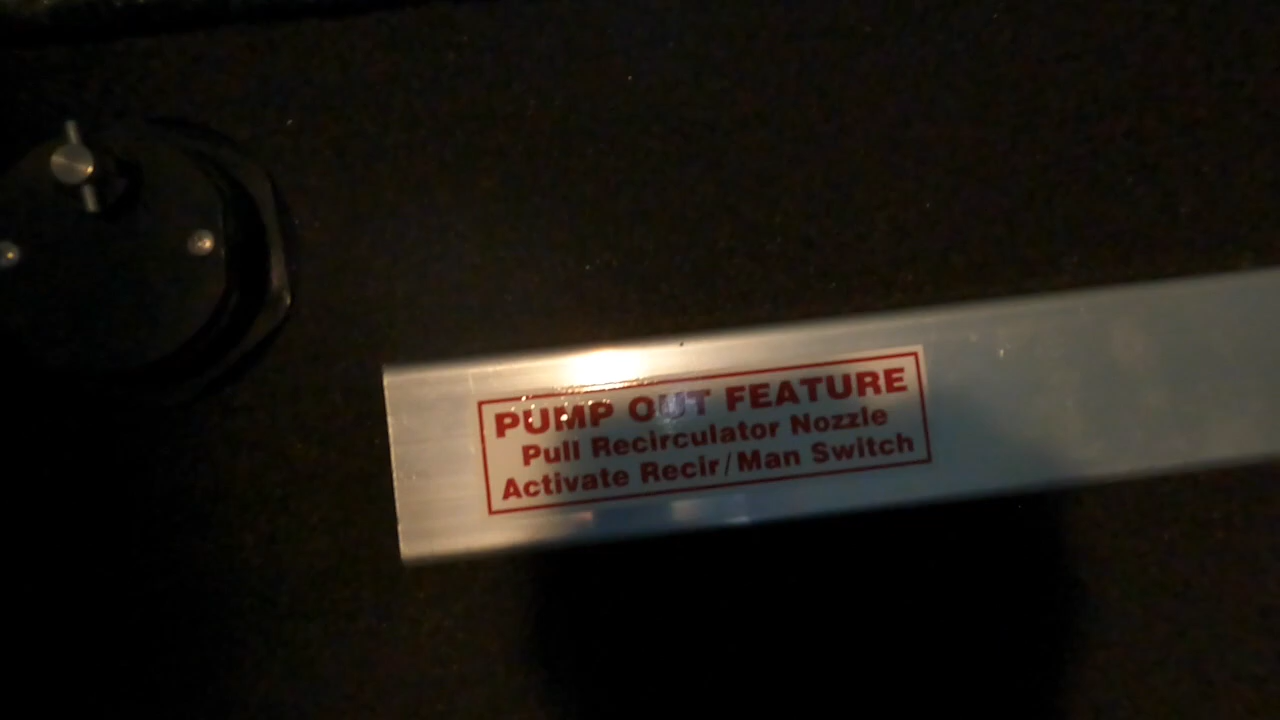 PUMP OUT FEATURE
Pull Recirculator Nozzle
Activate Recir/Man Switch